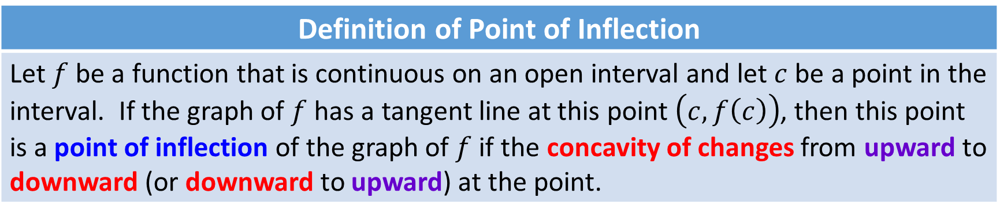 Definition of Point of Inflection
Let f be a function that is continuous on an open interval and let c be a point in the
interval. If the graph of f has a tangent line at this point (c, f(c)), then this point
is a point of inflection of the graph of f if the concavity of changes from upward to
downward (or downward to upward) at the point.